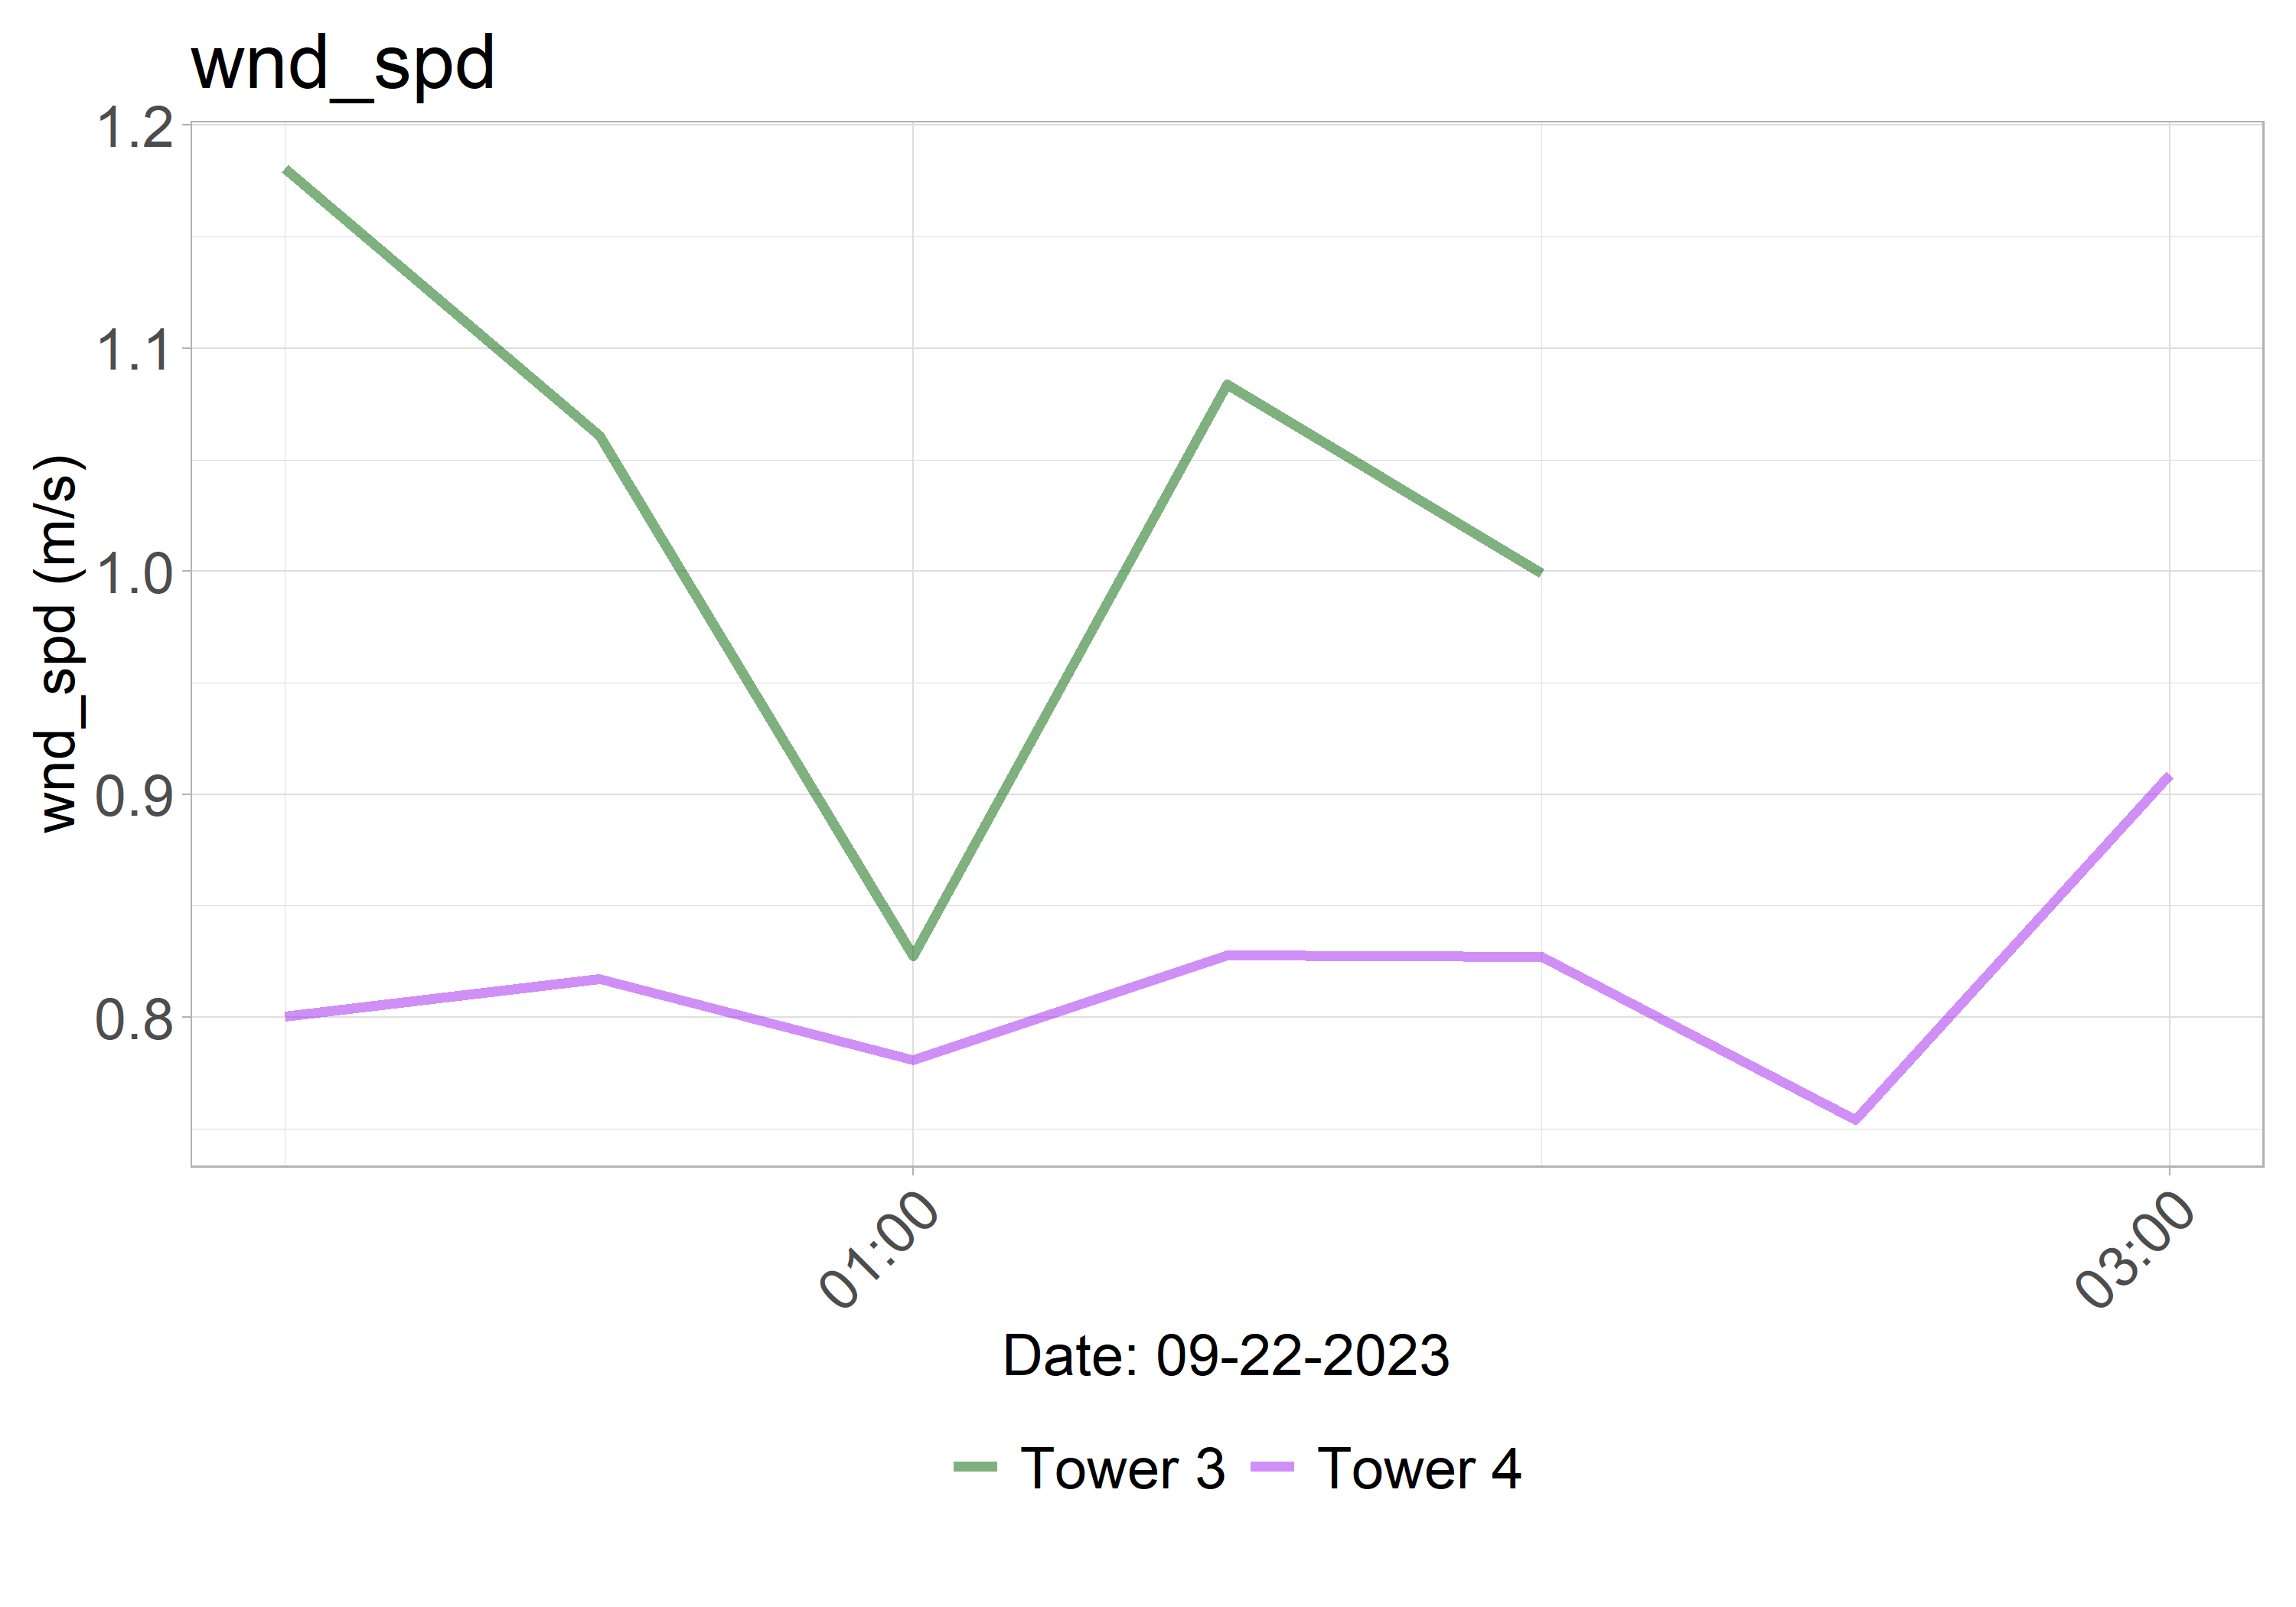 wnd_spd
1.2
1.1
1.0
0.9
0.8
wnd_spd (m/s)
01:00
03:00
Date: 09-22-2023
Tower 3 Tower 4